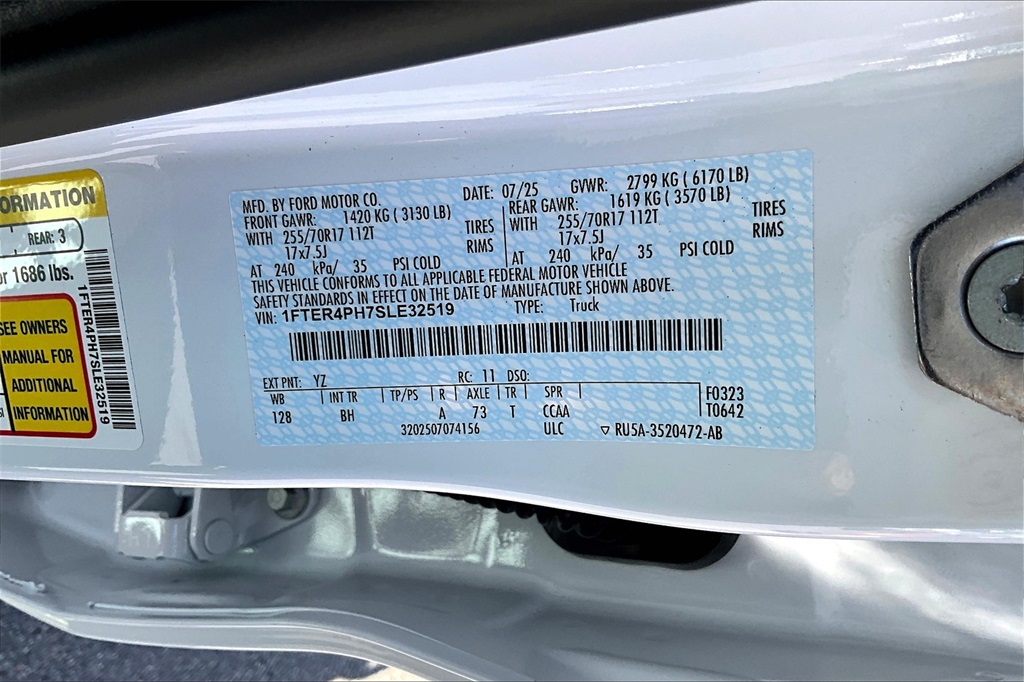 ORMATION
REAR: 3
or 1686 lbs.
SEE OWNERS
MANUAL FOR
ADDITIONAL
INFORMATION
1FTER4PH7SLE32519
MFD. BY FORD MOTOR CO. DATE: 07/25 GVWR: 2799 KG ( 6170 LB)
FRONT GAWR: 1420 KG ( 3130 LB) REAR GAWR: 1619 KG ( 3570 LB)
WITH 255/70R17 112T TIRES WITH 255/70R17 112T TIRES
17x7.5J RIMS 17x7.5J RIMS
AT 240 kPa/ 35 PSI COLD AT 240 kPa/ 35 PSI COLD
THIS VEHICLE CONFORMS TO ALL APPLICABLE FEDERAL MOTOR VEHICLE
SAFETY STANDARDS IN EFFECT ON THE DATE OF MANUFACTURE SHOWN ABOVE.
VIN: 1FTER4PH7SLE32519 TYPE: Truck
EXT PNT: YZ RC: 11 DSO:
WB INT TR TP/PS R AXLE TR SPR F0323
128 BH A 73 T CCAA T0642
3202507074156 ULC ▽ RU5A-3520472-AB